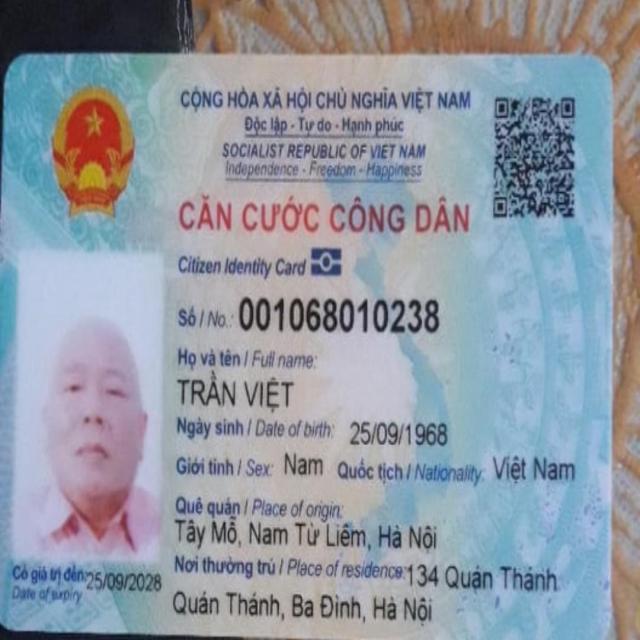 CỘNG HÒA XÃ HỘI CHỦ NGHĨA VIỆT NAM
Độc lập - Tự do - Hạnh phúc
SOCIALIST REPUBLIC OF VIET NAM
Independence - Freedom - Happiness
CĂN CƯỚC CÔNG DÂN
Citizen Identity Card
Số / No.: 001068010238
Họ và tên / Full name:
TRẦN VIỆT
Ngày sinh / Date of birth: 25/09/1968
Giới tính / Sex: Nam Quốc tịch / Nationality: Việt Nam
Quê quán / Place of origin:
Tây Mỗ, Nam Từ Liêm, Hà Nội
Nơi thường trú / Place of residence: 134 Quán Thánh
Quán Thánh, Ba Đình, Hà Nội
Có giá trị đến: 25/09/2028
Date of expiry